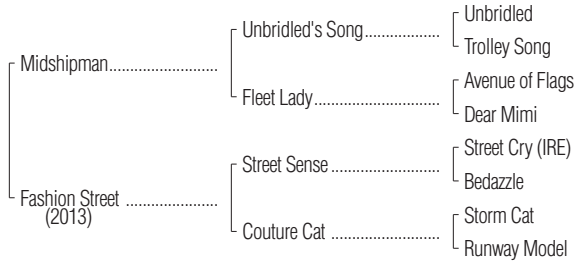 Unbridled
Unbridled's Song..................
Trolley Song
Midshipman..........................
Avenue of Flags
Fleet Lady..............................
Dear Mimi
Street Cry (IRE)
Street Sense ..........................
Bedazzle
Fashion Street ......................
(2013)
Storm Cat
Couture Cat ..........................
Runway Model